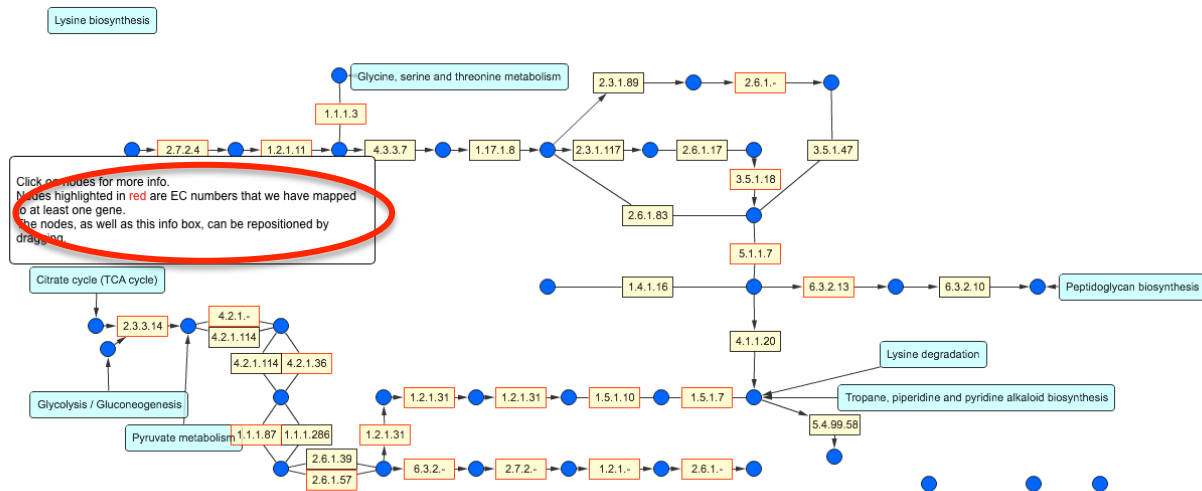 Lysine biosynthesis
Glycine, serine and threonine metabolism
2.3.1.89
2.6.1.-
1.1.1.3
2.7.2.4
1.2.1.11
4.3.3.7
1.17.1.8
2.3.1.117
2.6.1.17
3.5.1.47
3.5.1.18
Click on nodes for more info.
Nodes highlighted in red are EC numbers that we have mapped
to at least one gene.
The nodes, as well as this info box, can be repositioned by
dragging.
2.6.1.83
5.1.1.7
Citrate cycle (TCA cycle)
1.4.1.16
6.3.2.13
6.3.2.10
Peptidoglycan biosynthesis
4.2.1.-
2.3.3.14
4.2.1.114
4.1.1.20
4.2.1.114
4.2.1.36
Lysine degradation
Glycolysis / Gluconeogenesis
1.2.1.31
1.2.1.31
1.5.1.10
1.5.1.7
Tropane, piperidine and pyridine alkaloid biosynthesis
5.4.99.58
Pyruvate metabolism
1.1.1.87
1.1.1.286
1.2.1.31
2.6.1.39
2.6.1.57
6.3.2.-
2.7.2.-
1.2.1.-
2.6.1.-